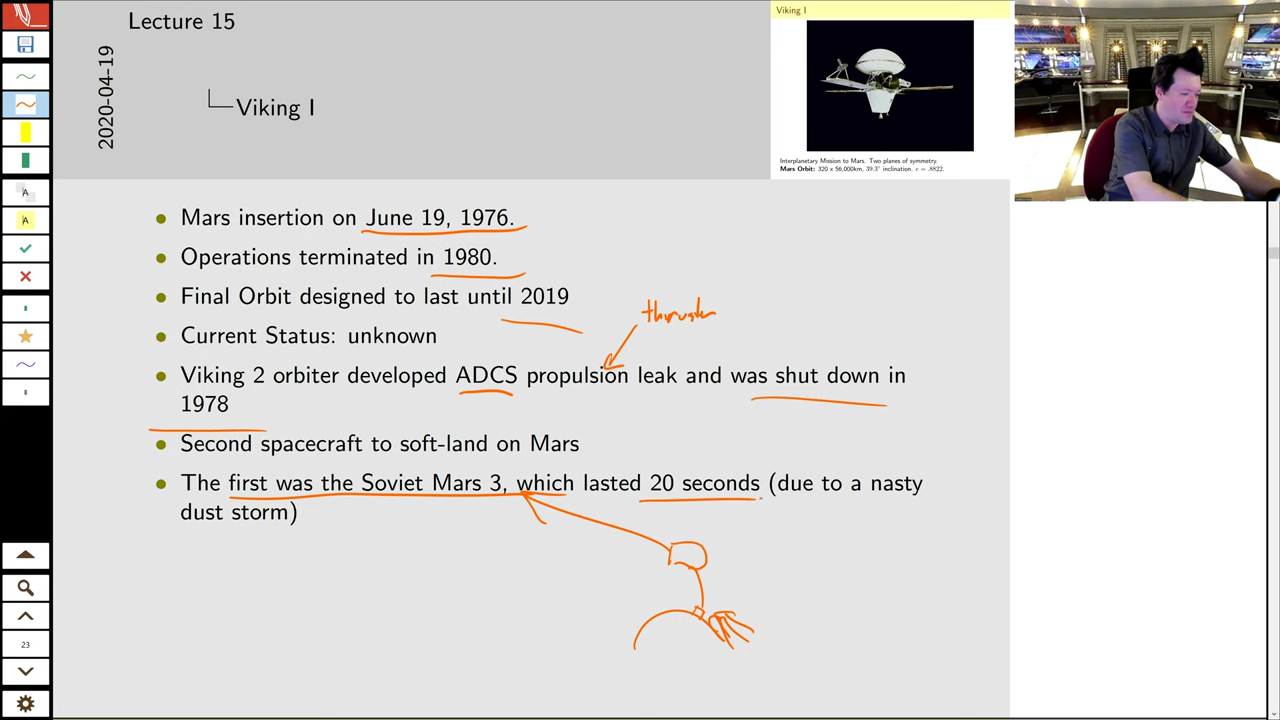 Lecture 15
2020-04-19
Viking I
Viking I
Interplanetary Mission to Mars. Two planes of symmetry.
Mars Orbit: 320 x 56,000km, 39.3° inclination. e = .8822.
Mars insertion on June 19, 1976.
Operations terminated in 1980.
Final Orbit designed to last until 2019
thruster
Current Status: unknown
Viking 2 orbiter developed ADCS propulsion leak and was shut down in
1978
Second spacecraft to soft-land on Mars
The first was the Soviet Mars 3, which lasted 20 seconds (due to a nasty
dust storm)
A
A
23